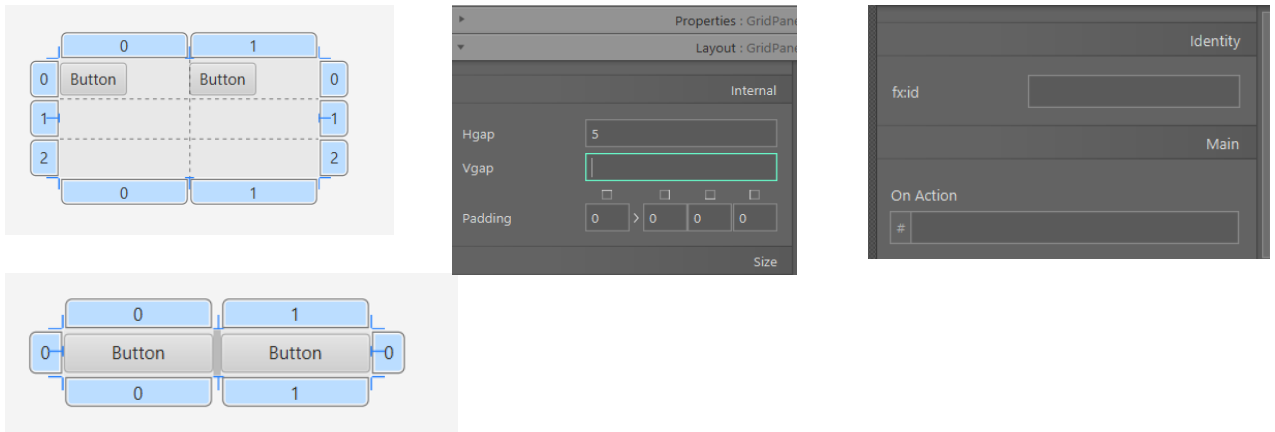 0 1
0 Button Button 0
1 1
2 2
0 1
Properties : GridPane
Layout : GridPane
Internal
Hgap 5
Vgap
Padding 0 > 0 0 0
Size
Identity
fx:id
Main
On Action
#
0 1
0 Button Button 0
0 1